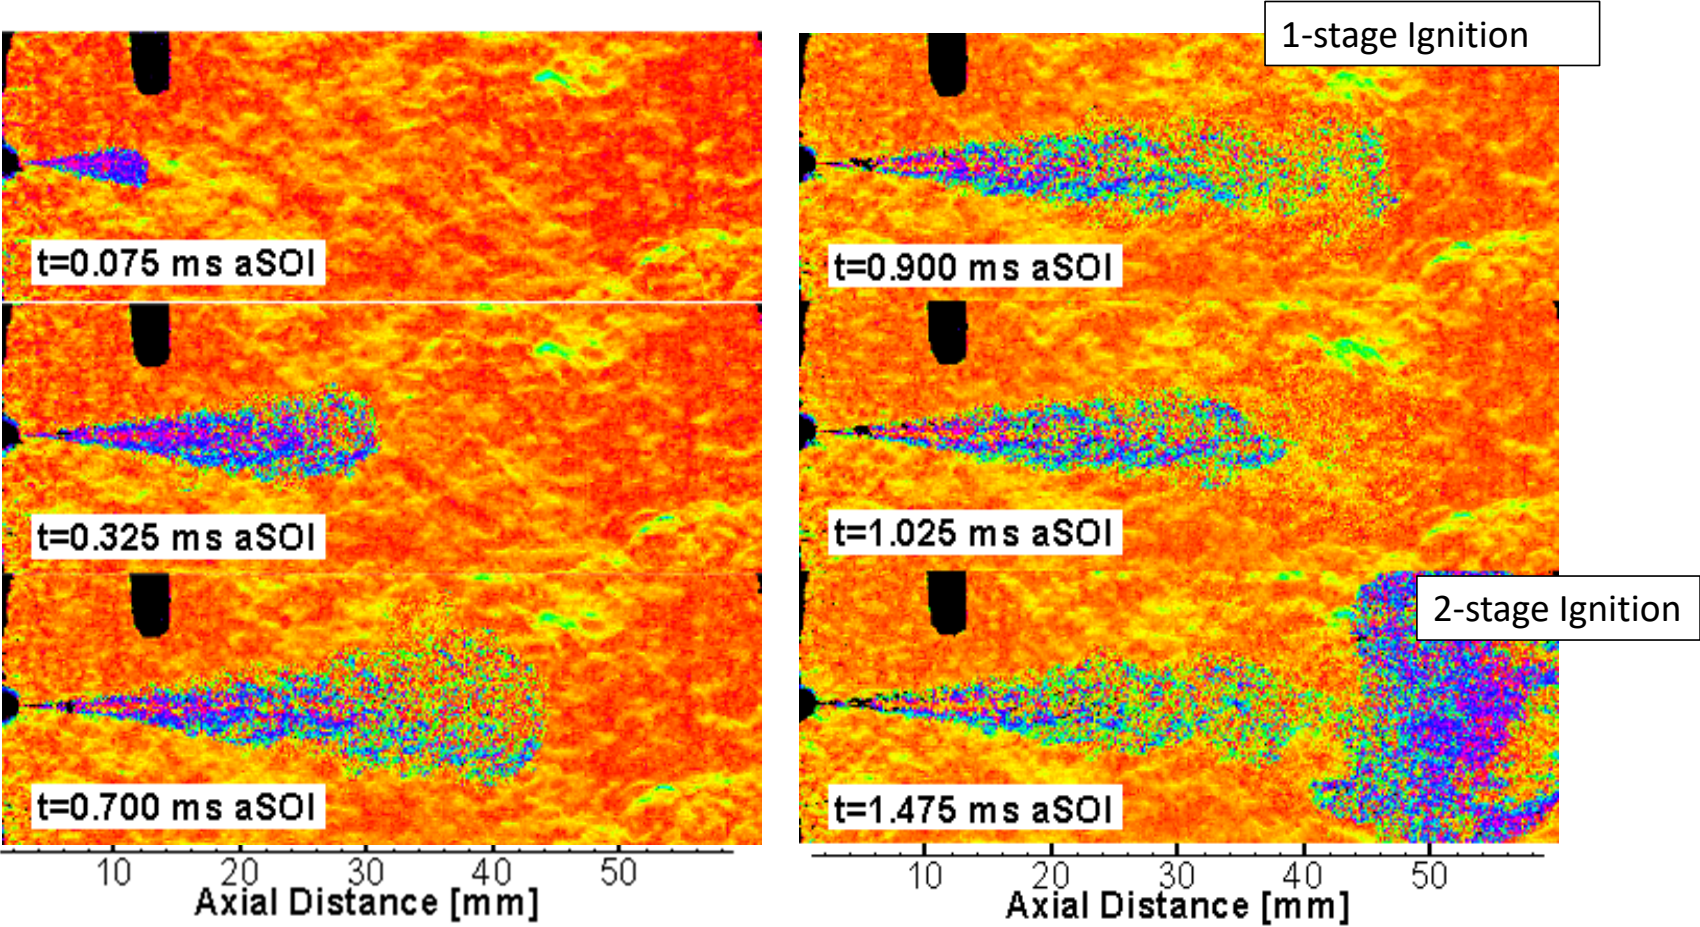 1-stage Ignition
t=0.075 ms aSOI
t=0.900 ms aSOI
t=0.325 ms aSOI
t=1.025 ms aSOI
2-stage Ignition
t=0.700 ms aSOI
t=1.475 ms aSOI
10 20 30 40 50
Axial Distance [mm]
10 20 30 40 50
Axial Distance [mm]